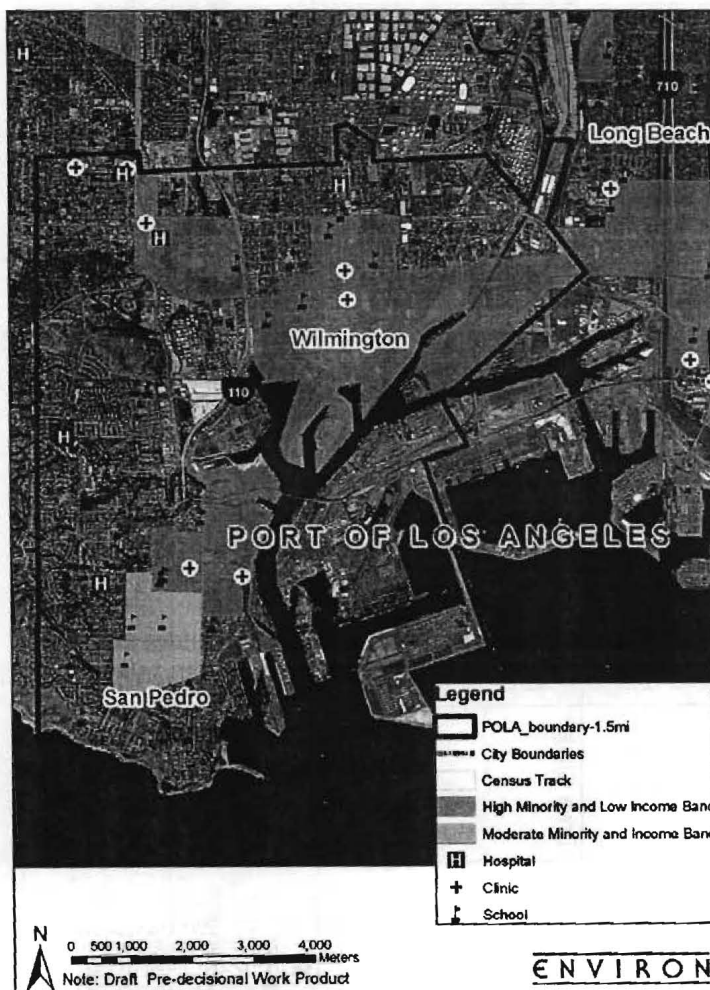 H
710
Long Beach
H
H
H
Wilmington
110
H
PORT OF LOS ANGELES
H
San Pedro
Legend
POLA_boundary-1.5mi
City Boundaries
Census Track
High Minority and Low Income Band
Moderate Minority and Income Band
H Hospital
Clinic
School
N
0 500 1,000 2,000 3,000 4,000
Meters
Note: Draft Pre-decisional Work Product
ENVIRON